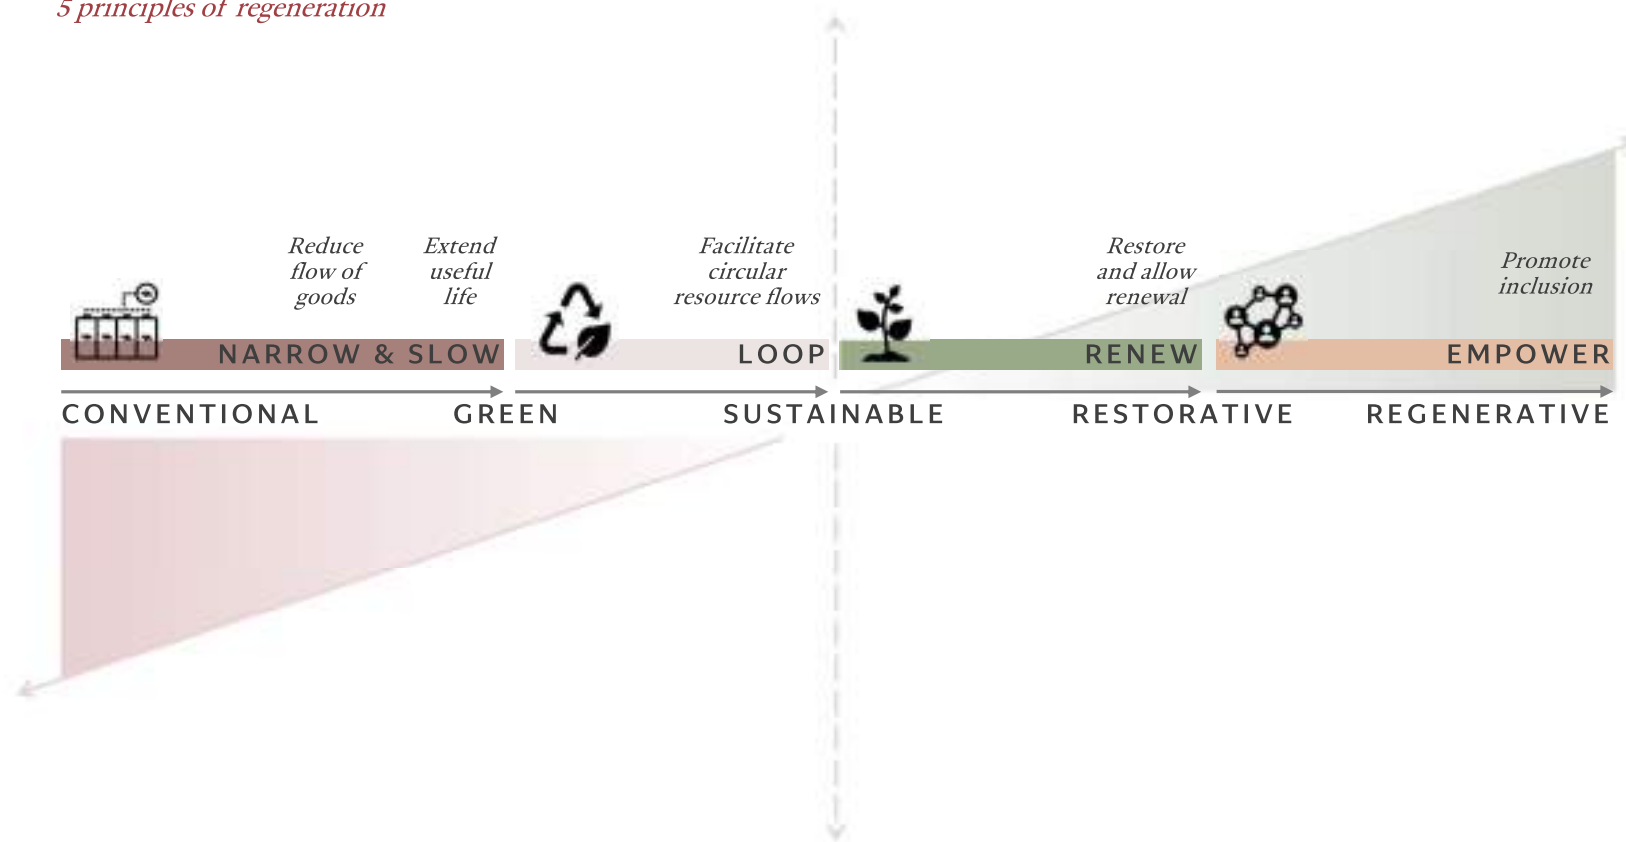 5 principles of regeneration
Reduce
flow of
goods
Extend
useful
life
Facilitate
circular
resource flows
Restore
and allow
renewal
Promote
inclusion
NARROW & SLOW
LOOP
RENEW
EMPOWER
CONVENTIONAL
GREEN
SUSTAINABLE
RESTORATIVE
REGENERATIVE